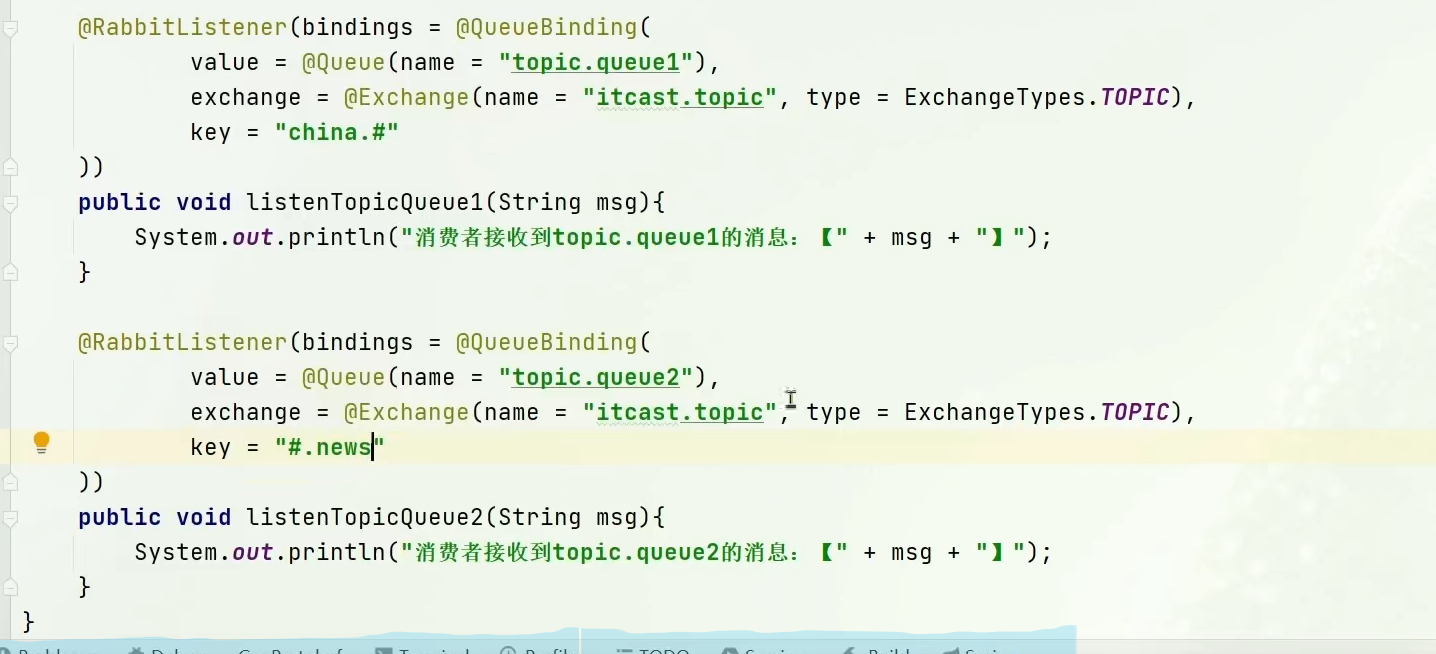 @RabbitListener(bindings = @QueueBinding(
value = @Queue(name = "topic.queue1"),
exchange = @Exchange(name = "itcast.topic", type = ExchangeTypes.TOPIC),
key = "china.#"
))
public void listenTopicQueue1(String msg){
System.out.println("消费者接收到topic.queue1的消息：【" + msg + "】");
}
@RabbitListener(bindings = @QueueBinding(
value = @Queue(name = "topic.queue2"),
exchange = @Exchange(name = "itcast.topic", type = ExchangeTypes.TOPIC),
key = "#.news"
))
public void listenTopicQueue2(String msg){
System.out.println("消费者接收到topic.queue2的消息：【" + msg + "】");
}
}
TODO